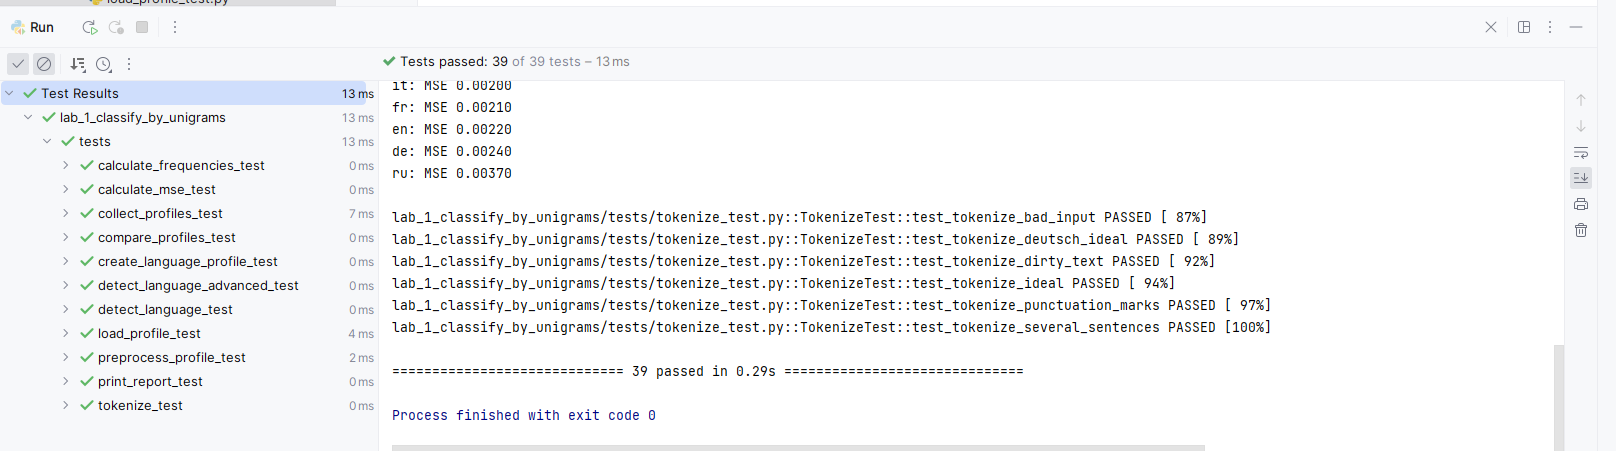 load_profile_test.py
Run
Tests passed: 39 of 39 tests – 13 ms
Test Results 13 ms
lab_1_classify_by_unigrams 13 ms
tests 13 ms
calculate_frequencies_test 0 ms
calculate_mse_test 0 ms
collect_profiles_test 7 ms
compare_profiles_test 0 ms
create_language_profile_test 0 ms
detect_language_advanced_test 0 ms
detect_language_test 0 ms
load_profile_test 4 ms
preprocess_profile_test 2 ms
print_report_test 0 ms
tokenize_test 0 ms
it: MSE 0.00200
fr: MSE 0.00210
en: MSE 0.00220
de: MSE 0.00240
ru: MSE 0.00370
lab_1_classify_by_unigrams/tests/tokenize_test.py::TokenizeTest::test_tokenize_bad_input PASSED [ 87%]
lab_1_classify_by_unigrams/tests/tokenize_test.py::TokenizeTest::test_tokenize_deutsch_ideal PASSED [ 89%]
lab_1_classify_by_unigrams/tests/tokenize_test.py::TokenizeTest::test_tokenize_dirty_text PASSED [ 92%]
lab_1_classify_by_unigrams/tests/tokenize_test.py::TokenizeTest::test_tokenize_ideal PASSED [ 94%]
lab_1_classify_by_unigrams/tests/tokenize_test.py::TokenizeTest::test_tokenize_punctuation_marks PASSED [ 97%]
lab_1_classify_by_unigrams/tests/tokenize_test.py::TokenizeTest::test_tokenize_several_sentences PASSED [100%]
============================= 39 passed in 0.29s ==============================
Process finished with exit code 0